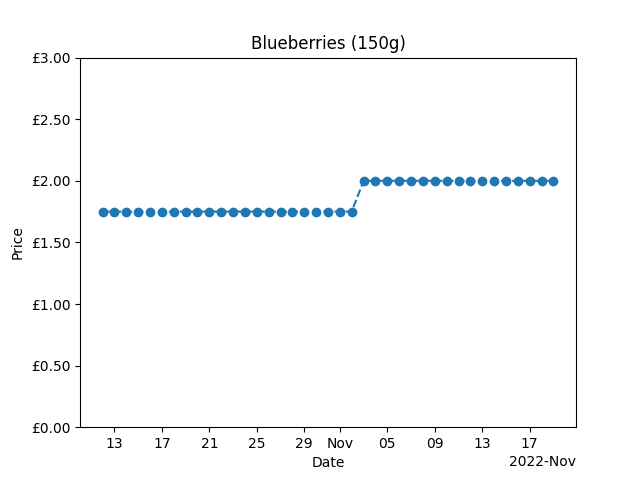 Blueberries (150g)
£3.00
£2.50
£2.00
£1.50
£1.00
£0.50
£0.00
Price
13 17 21 25 29 Nov 05 09 13 17
Date
2022-Nov